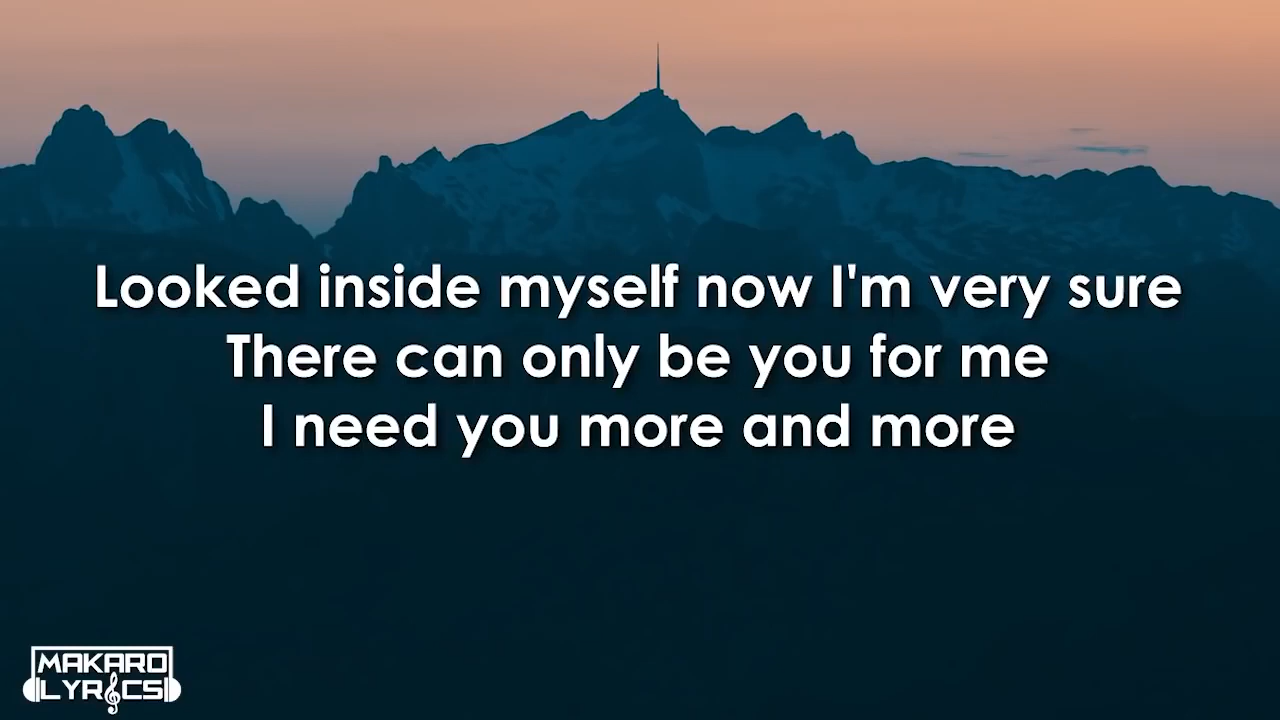 Looked inside myself now I'm very sure
There can only be you for me
I need you more and more
MAKARO
LYRICS